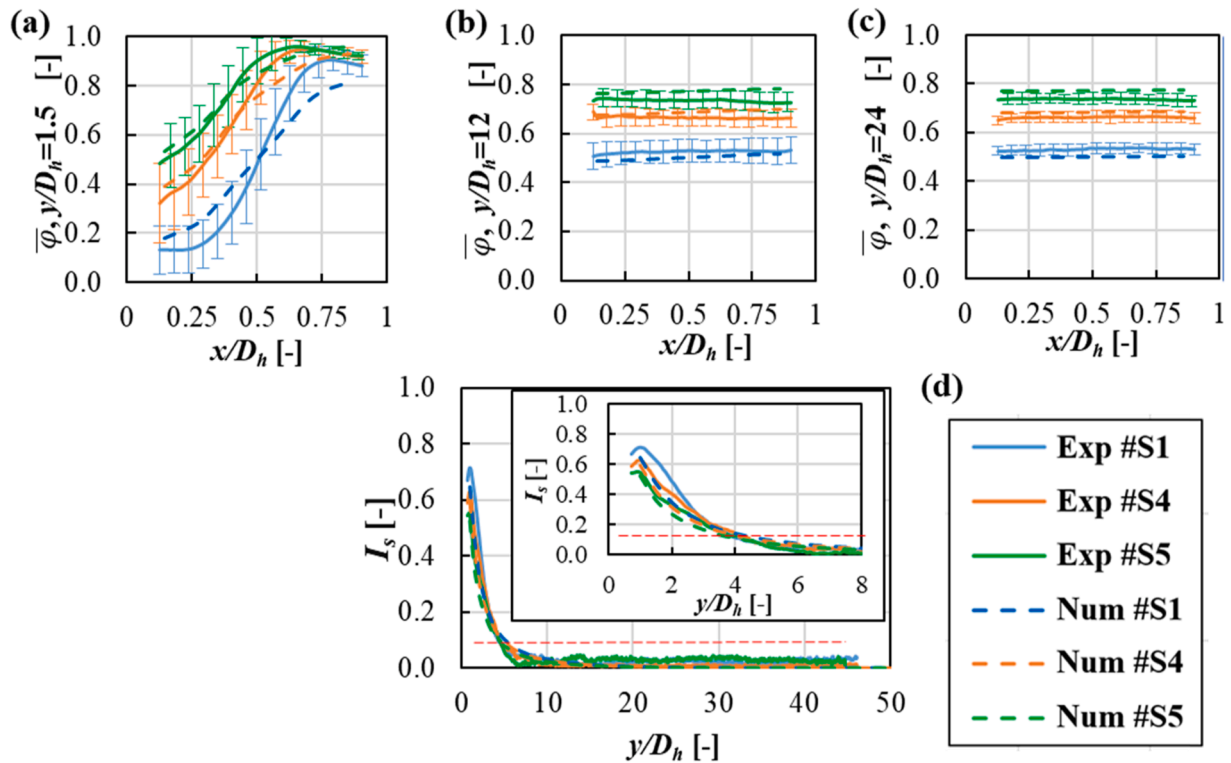 (a)
φ̅, y/Dₕ=1.5 [-]
1.0
0.8
0.6
0.4
0.2
0.0
0 0.25 0.5 0.75 1
x/Dₕ [-]
(b)
φ̅, y/Dₕ=12 [-]
1.0
0.8
0.6
0.4
0.2
0.0
0 0.25 0.5 0.75 1
x/Dₕ [-]
(c)
φ̅, y/Dₕ=24 [-]
1.0
0.8
0.6
0.4
0.2
0.0
0 0.25 0.5 0.75 1
x/Dₕ [-]
(d)
Iₛ [-]
1.0
0.8
0.6
0.4
0.2
0.0
0 10 20 30 40 50
y/Dₕ [-]
Iₛ [-]
1.0
0.8
0.6
0.4
0.2
0.0
0 2 4 6 8
y/Dₕ [-]
Exp #S1
Exp #S4
Exp #S5
Num #S1
Num #S4
Num #S5